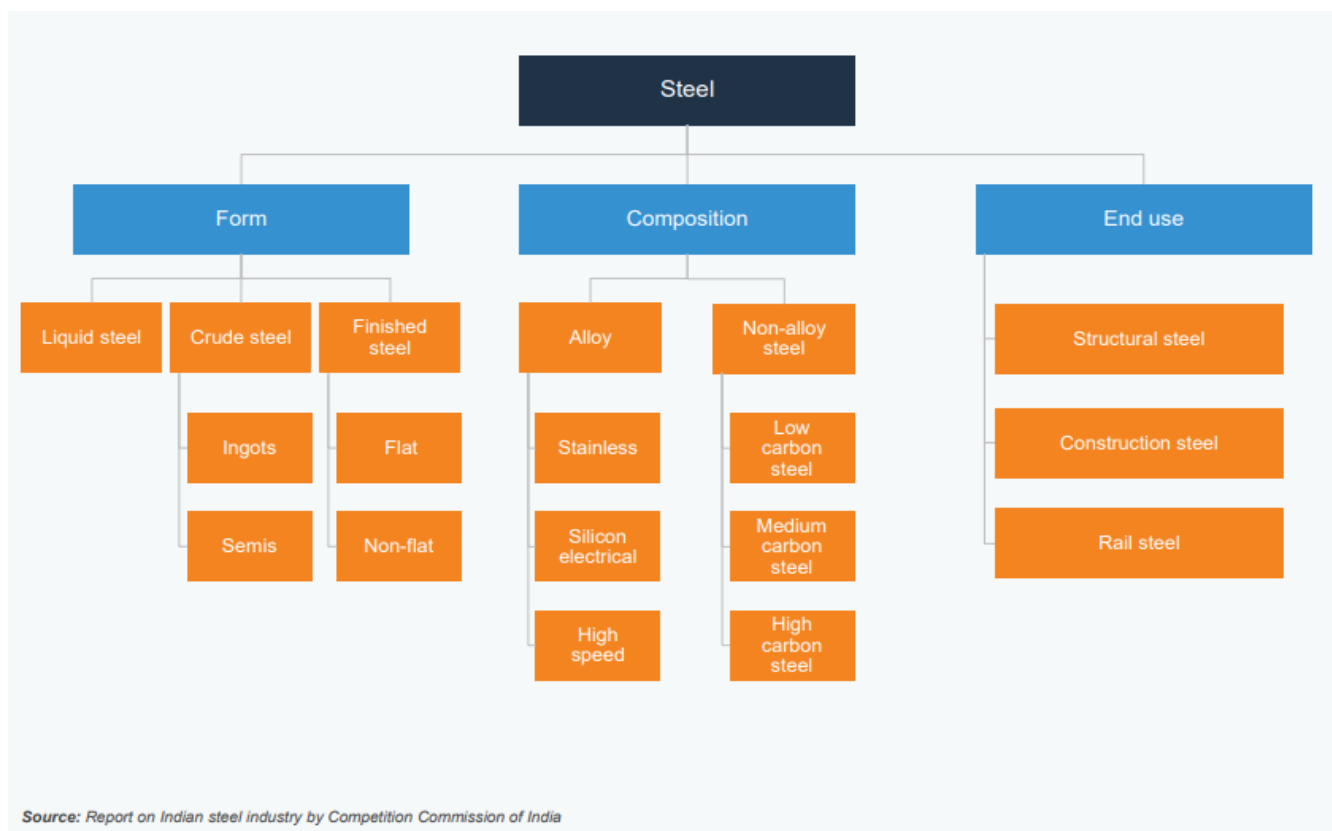 Steel
Form
Composition
End use
Liquid steel
Crude steel
Finished
steel
Alloy
Non-alloy
steel
Structural steel
Ingots
Flat
Stainless
Low
carbon
steel
Construction steel
Semis
Non-flat
Silicon
electrical
Medium
carbon
steel
Rail steel
High
speed
High
carbon
steel
Source: Report on Indian steel industry by Competition Commission of India